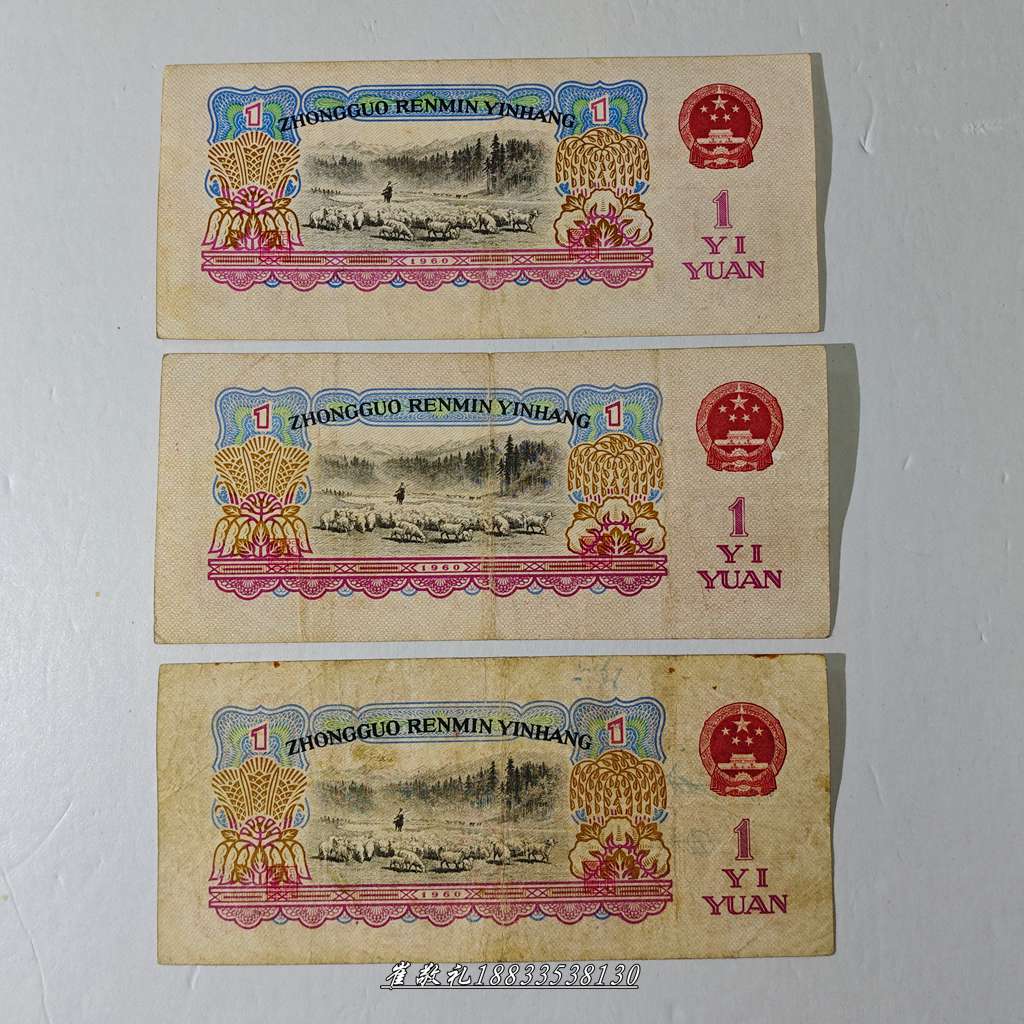 1 ZHONGGUO RENMIN YINHANG 1
1
YI
YUAN
1960
1 ZHONGGUO RENMIN YINHANG 1
1
YI
YUAN
1960
1 ZHONGGUO RENMIN YINHANG 1
1
YI
YUAN
1960
崔敬礼18833538130